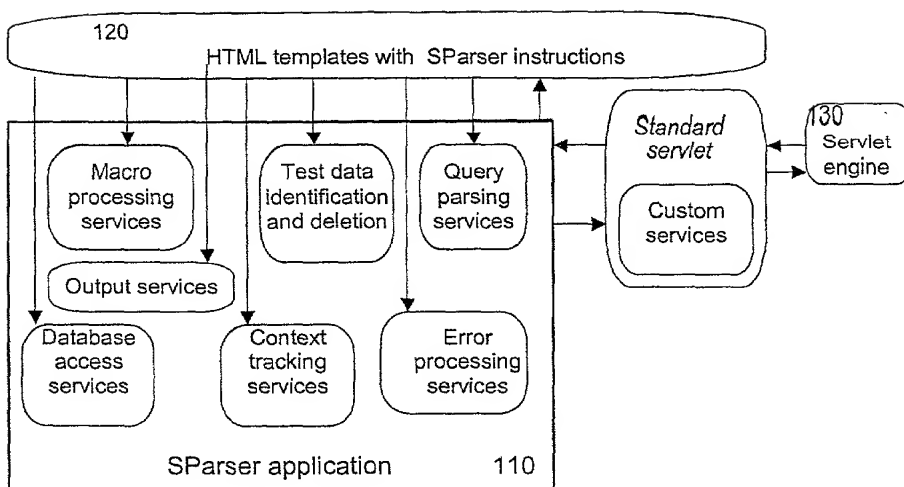 120
HTML templates with SParser instructions
Macro
processing
services
Test data
identification
and deletion
Query
parsing
services
Output services
Database
access
services
Context
tracking
services
Error
processing
services
SParser application 110
Standard
servlet
Custom
services
130
Servlet
engine